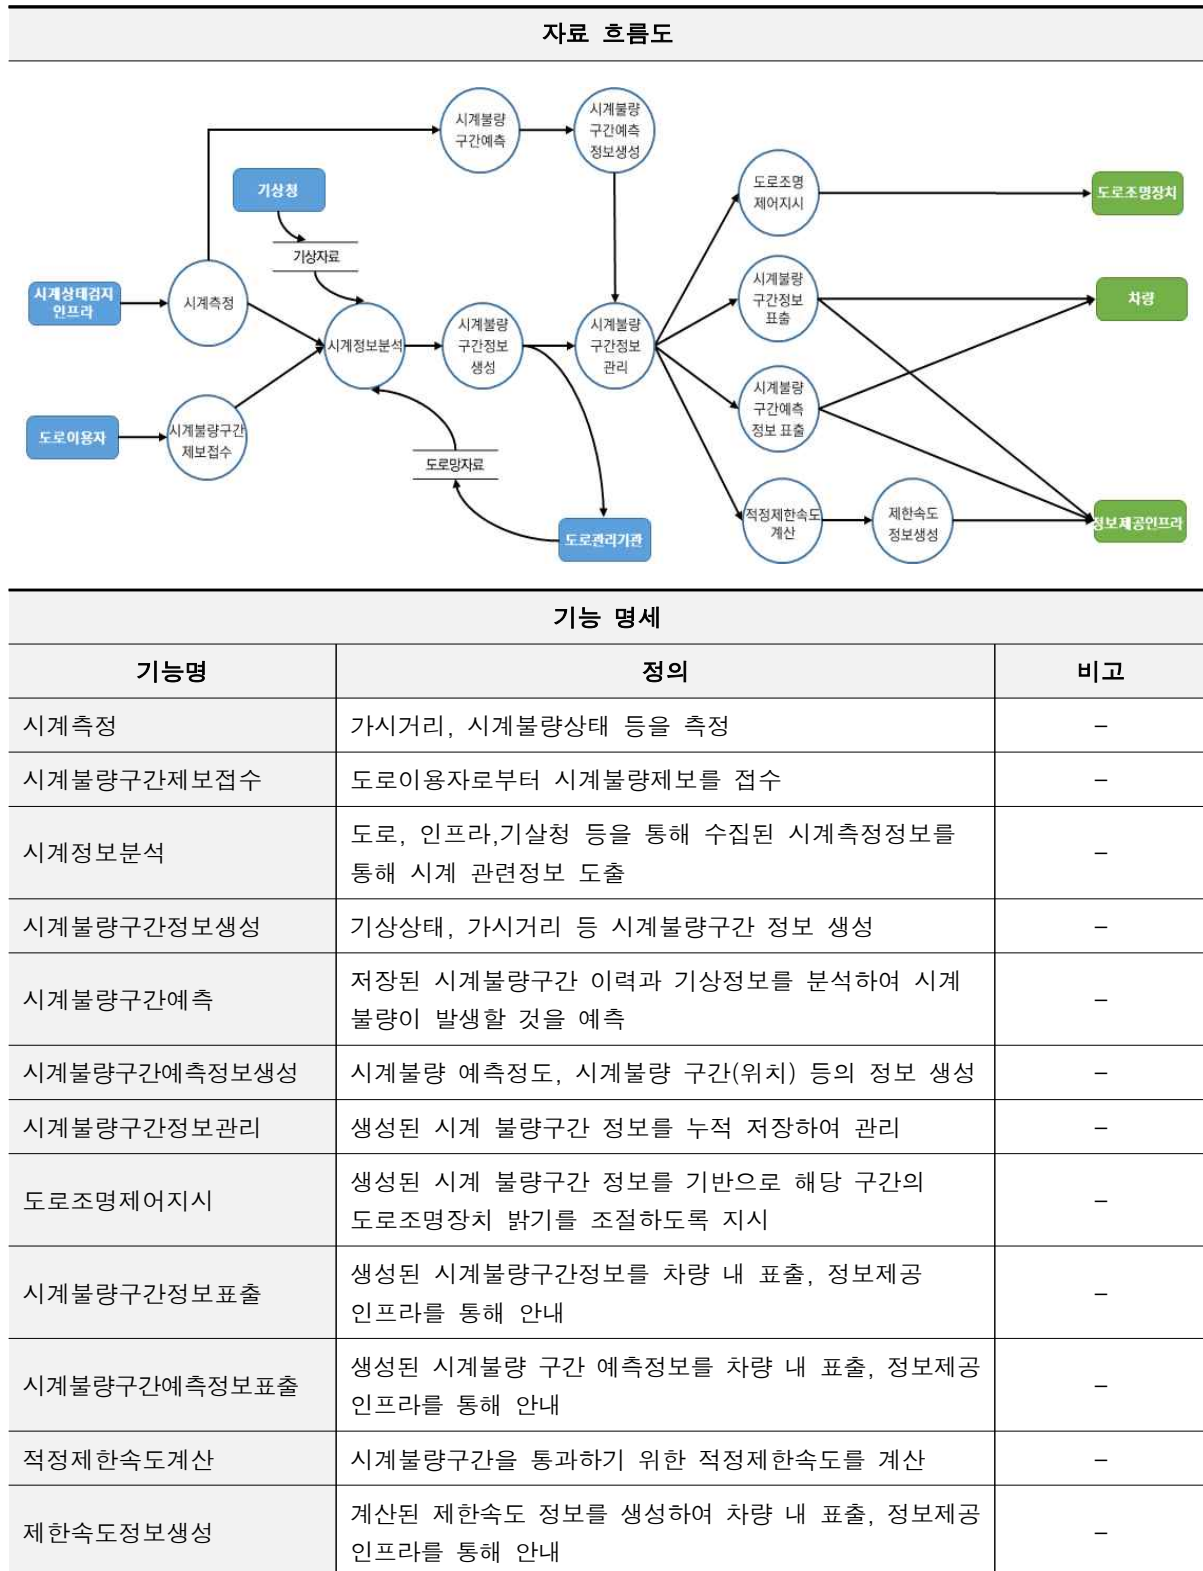 자료 흐름도
시계불량
구간예측
시계불량
구간예측
정보생성
기상청
도로조명
제어지시
도로조명장치
기상자료
시계상태검지
인프라
시계측정
시계정보분석
시계불량
구간정보
생성
시계불량
구간정보
관리
시계불량
구간정보
표출
차량
시계불량
구간예측
정보 표출
도로이용자
시계불량구간
제보접수
도로망자료
도로관리기관
적정제한속도
계산
제한속도
정보생성
정보제공인프라
기능 명세
기능명 정의 비고
시계측정 가시거리, 시계불량상태 등을 측정 –
시계불량구간제보접수 도로이용자로부터 시계불량제보를 접수 –
시계정보분석 도로, 인프라,기살청 등을 통해 수집된 시계측정정보를
통해 시계 관련정보 도출 –
시계불량구간정보생성 기상상태, 가시거리 등 시계불량구간 정보 생성 –
시계불량구간예측 저장된 시계불량구간 이력과 기상정보를 분석하여 시계
불량이 발생할 것을 예측 –
시계불량구간예측정보생성 시계불량 예측정도, 시계불량 구간(위치) 등의 정보 생성 –
시계불량구간정보관리 생성된 시계 불량구간 정보를 누적 저장하여 관리 –
도로조명제어지시 생성된 시계 불량구간 정보를 기반으로 해당 구간의
도로조명장치 밝기를 조절하도록 지시 –
시계불량구간정보표출 생성된 시계불량구간정보를 차량 내 표출, 정보제공
인프라를 통해 안내 –
시계불량구간예측정보표출 생성된 시계불량 구간 예측정보를 차량 내 표출, 정보제공
인프라를 통해 안내 –
적정제한속도계산 시계불량구간을 통과하기 위한 적정제한속도를 계산 –
제한속도정보생성 계산된 제한속도 정보를 생성하여 차량 내 표출, 정보제공
인프라를 통해 안내 –